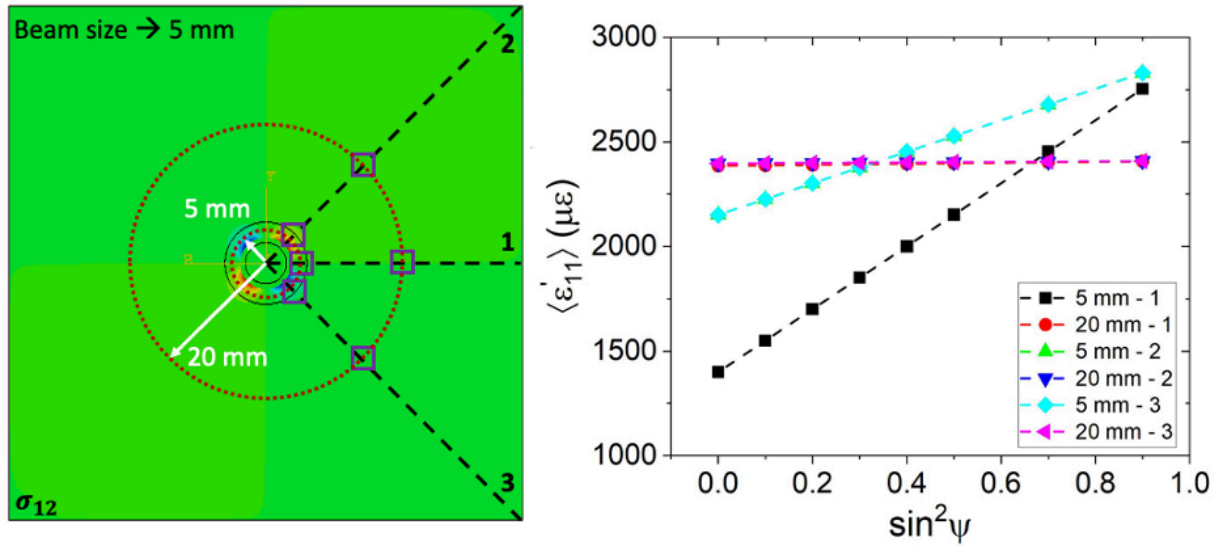 Beam size → 5 mm
2
5 mm
1
20 mm
3
σ₁₂
3000
2500
2000
1500
1000
⟨ε'₁₁⟩ (με)
0.0 0.2 0.4 0.6 0.8 1.0
sin²ψ
5 mm - 1
20 mm - 1
5 mm - 2
20 mm - 2
5 mm - 3
20 mm - 3